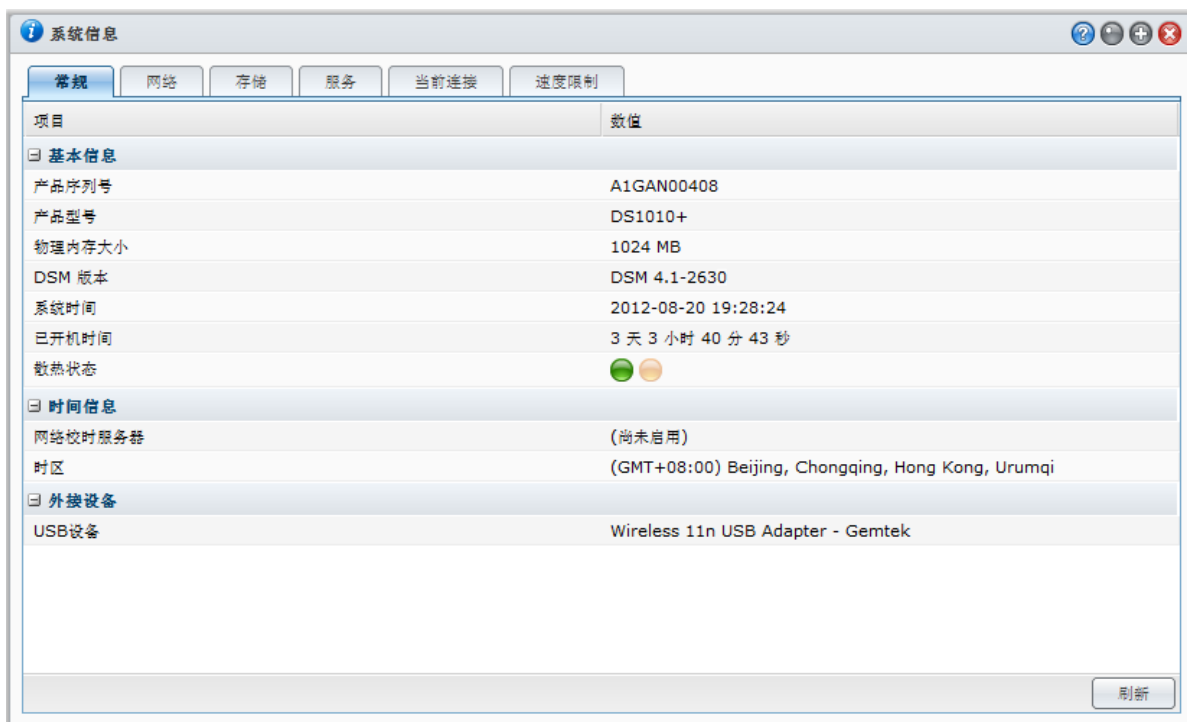 系统信息
常规 网络 存储 服务 当前连接 速度限制
项目 数值
基本信息
产品序列号 A1GAN00408
产品型号 DS1010+
物理内存大小 1024 MB
DSM 版本 DSM 4.1-2630
系统时间 2012-08-20 19:28:24
已开机时间 3 天 3 小时 40 分 43 秒
散热状态
时间信息
网络校时服务器 (尚未启用)
时区 (GMT+08:00) Beijing, Chongqing, Hong Kong, Urumqi
外接设备
USB设备 Wireless 11n USB Adapter - Gemtek
刷新